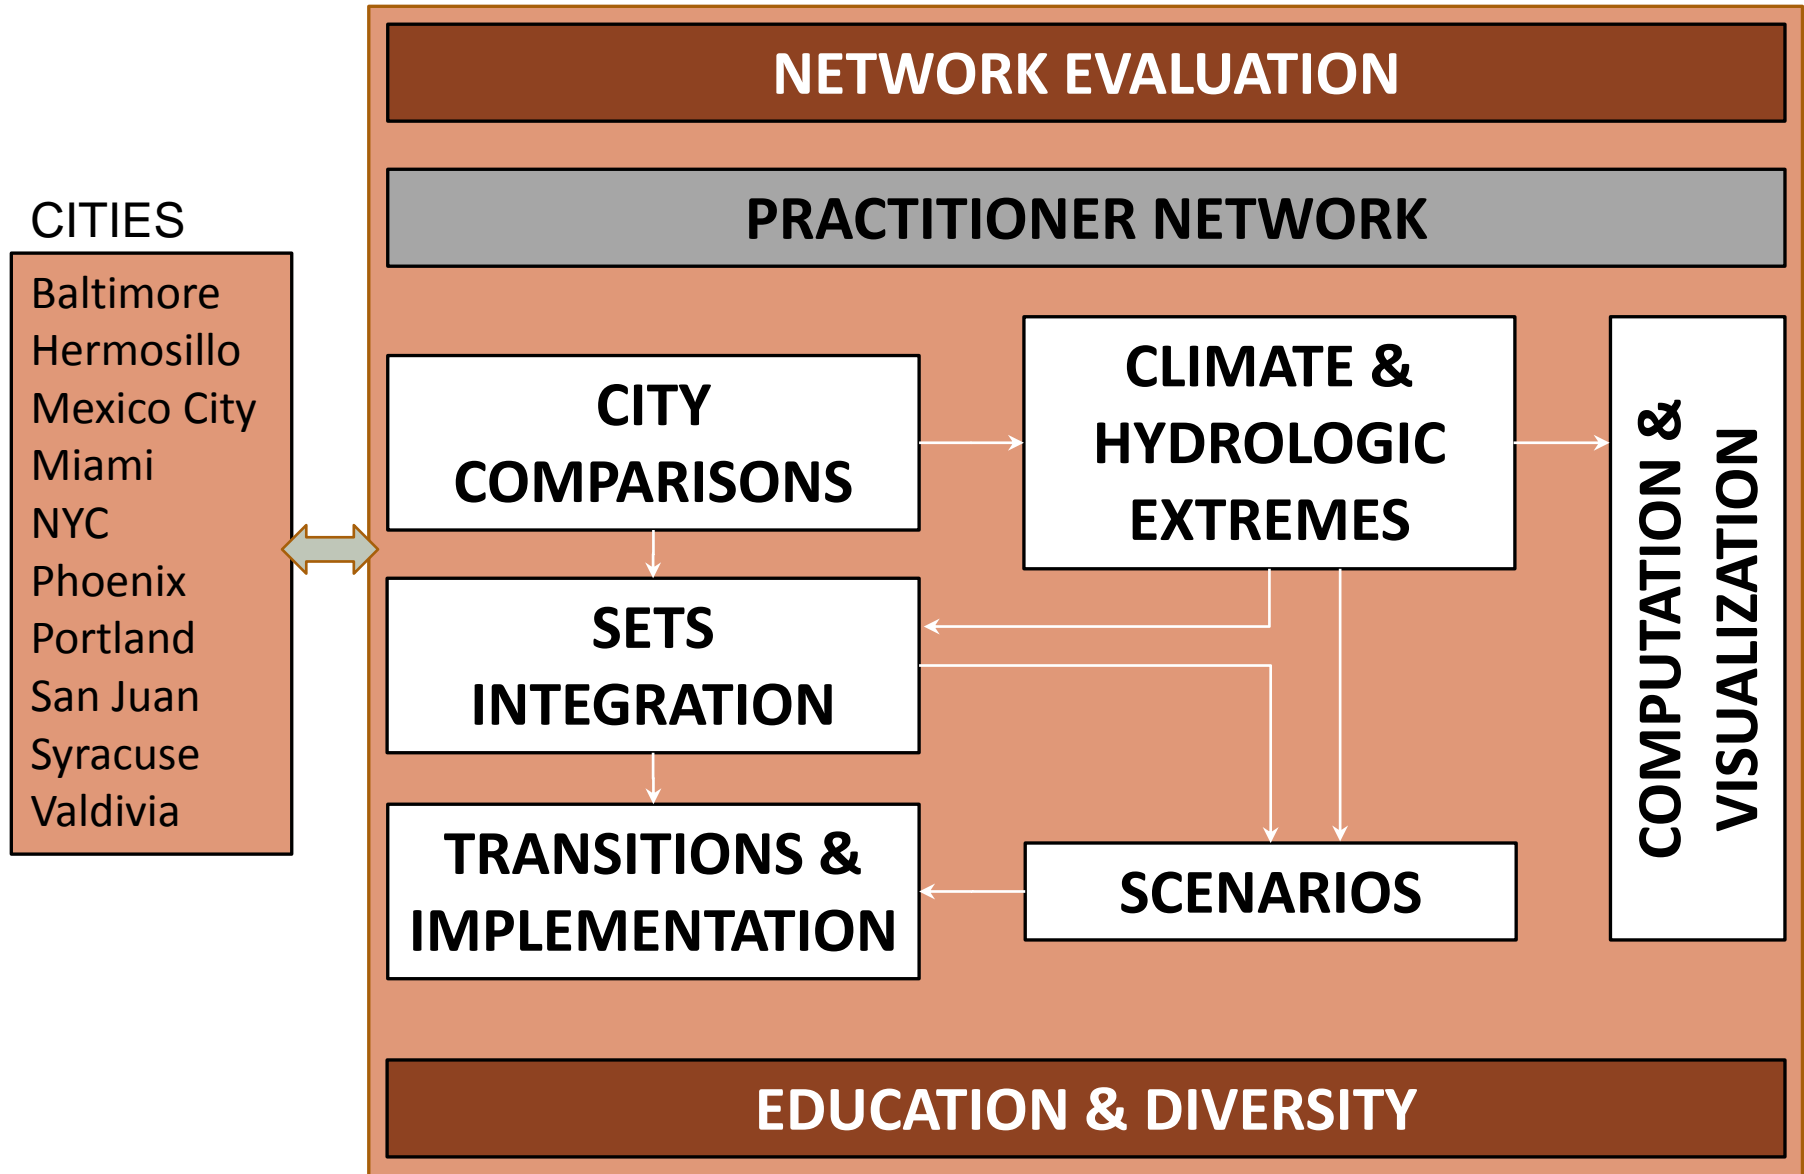 NETWORK EVALUATION
PRACTITIONER NETWORK
CITIES
Baltimore
Hermosillo
Mexico City
Miami
NYC
Phoenix
Portland
San Juan
Syracuse
Valdivia
CITY
COMPARISONS
CLIMATE &
HYDROLOGIC
EXTREMES
COMPUTATION &
VISUALIZATION
SETS
INTEGRATION
TRANSITIONS &
IMPLEMENTATION
SCENARIOS
EDUCATION & DIVERSITY